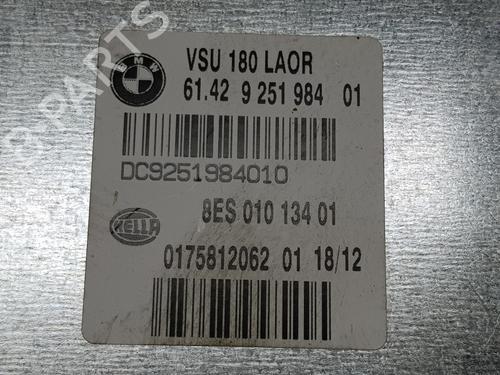 BMW
VSU 180 LAOR
61.42 9 251 984 01
DC9251984010
8ES 010 134 01
HELLA
0175812062 01 18/12